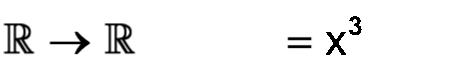 ℝ → ℝ = x³